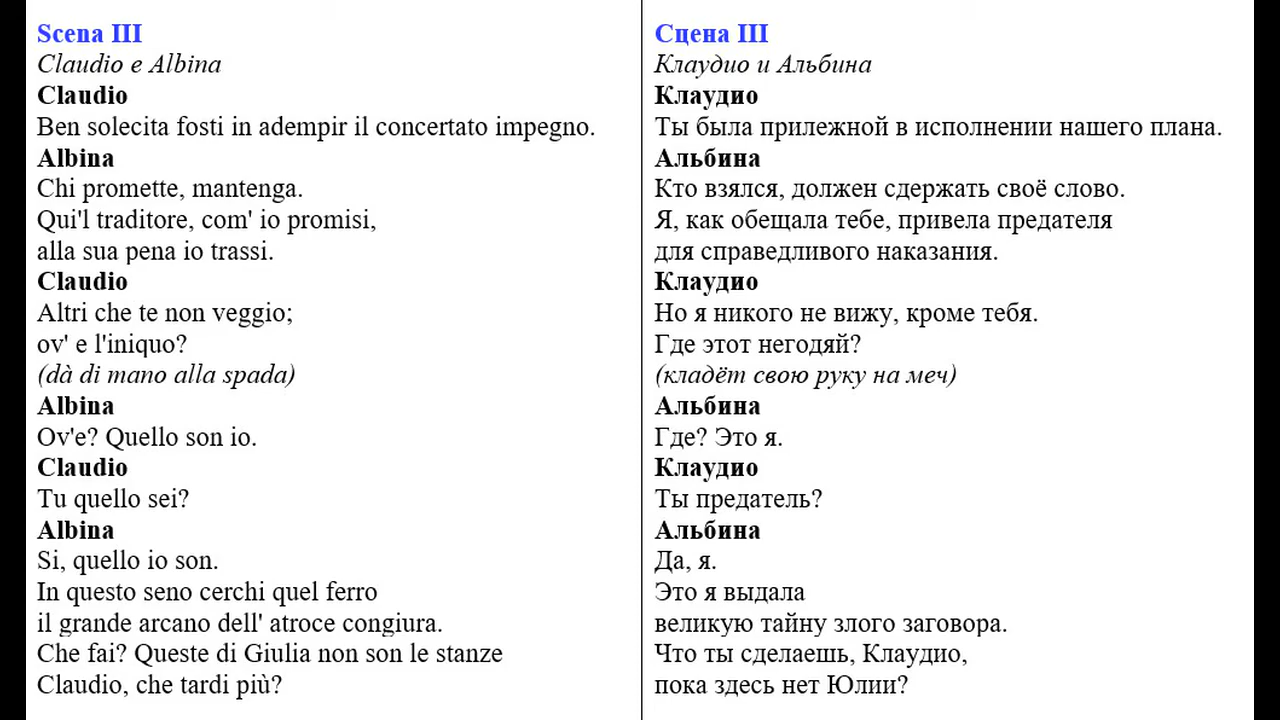 Scena III
Claudio e Albina
Claudio
Ben solecita fosti in adempir il concertato impegno.
Albina
Chi promette, mantenga.
Qui'l traditore, com' io promisi,
alla sua pena io trassi.
Claudio
Altri che te non veggio;
ov' e l'iniquo?
(dà di mano alla spada)
Albina
Ov'e? Quello son io.
Claudio
Tu quello sei?
Albina
Si, quello io son.
In questo seno cerchi quel ferro
il grande arcano dell' atroce congiura.
Che fai? Queste di Giulia non son le stanze
Claudio, che tardi più?
Сцена III
Клаудио и Альбина
Клаудио
Ты была прилежной в исполнении нашего плана.
Альбина
Кто взялся, должен сдержать своё слово.
Я, как обещала тебе, привела предателя
для справедливого наказания.
Клаудио
Но я никого не вижу, кроме тебя.
Где этот негодяй?
(кладёт свою руку на меч)
Альбина
Где? Это я.
Клаудио
Ты предатель?
Альбина
Да, я.
Это я выдала
великую тайну злого заговора.
Что ты сделаешь, Клаудио,
пока здесь нет Юлии?